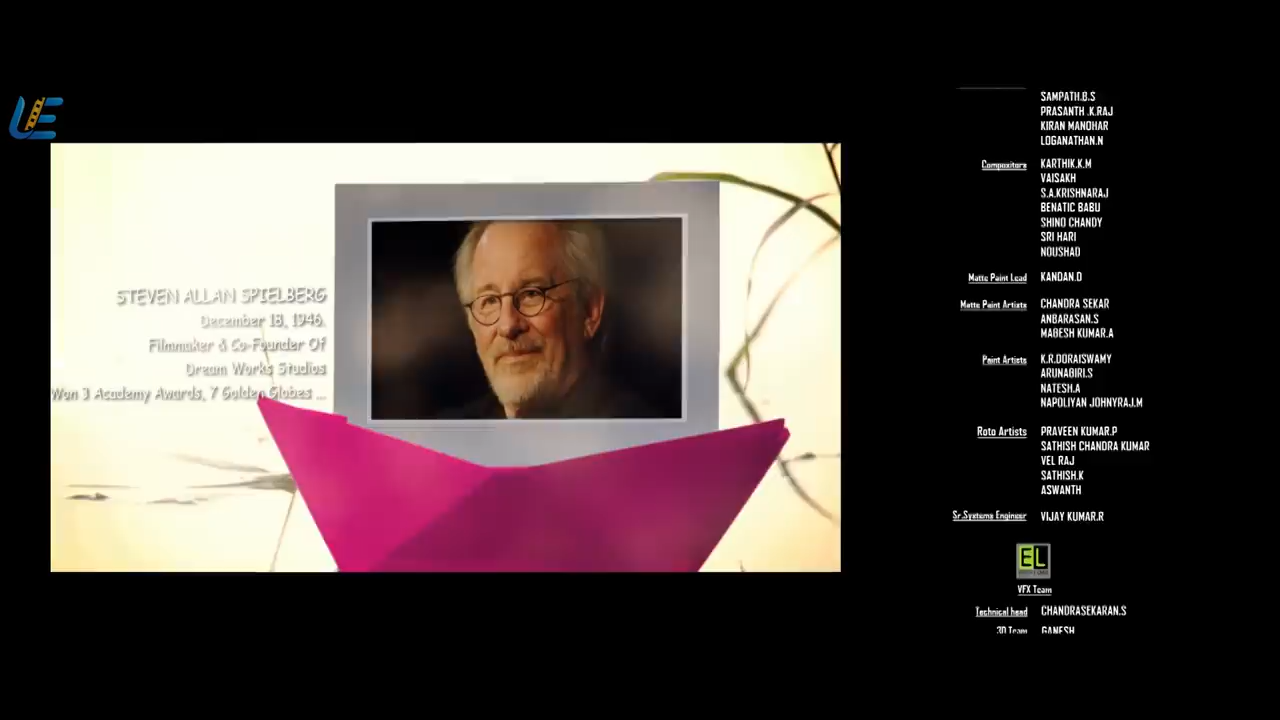 UE
STEVEN ALLAN SPIELBERG
December 18, 1946.
Filmmaker & Co-Founder Of
Dream Works Studios
Won 3 Academy Awards, 7 Golden Globes ...
SAMPATH.B.S
PRASANTH .K.RAJ
KIRAN MANOHAR
LOGANATHAN.N
Compositors KARTHIK.K.M
VAISAKH
S.A.KRISHNARAJ
BENATIC BABU
SHINO CHANDY
SRI HARI
NOUSHAD
Matte Paint Lead KANDAN.D
Matte Paint Artists CHANDRA SEKAR
ANBARASAN.S
MAGESH KUMAR.A
Paint Artists K.R.DORAISWAMY
ARUNAGIRI.S
NATESH.A
NAPOLIYAN JOHNYRAJ.M
Roto Artists PRAVEEN KUMAR.P
SATHISH CHANDRA KUMAR
VEL RAJ
SATHISH.K
ASWANTH
Sr.Systems Engineer VIJAY KUMAR.R
EL
VFX Team
Technical head CHANDRASEKARAN.S
3D Team GANESH